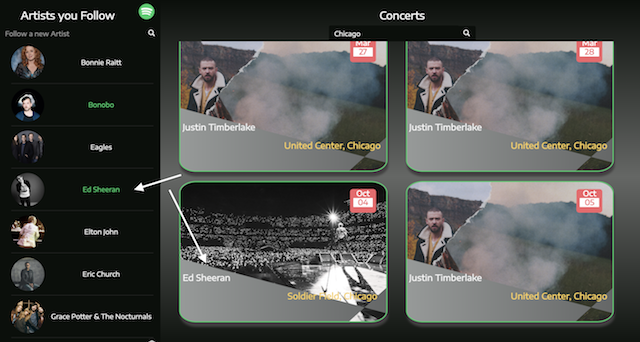 Artists you Follow
Follow a new Artist
Bonnie Raitt
Bonobo
Eagles
Ed Sheeran
Elton John
Eric Church
Grace Potter & The Nocturnals
Concerts
Chicago
Mar
27
Justin Timberlake
United Center, Chicago
Mar
28
Justin Timberlake
United Center, Chicago
Oct
04
Ed Sheeran
Soldier Field, Chicago
Oct
05
Justin Timberlake
United Center, Chicago